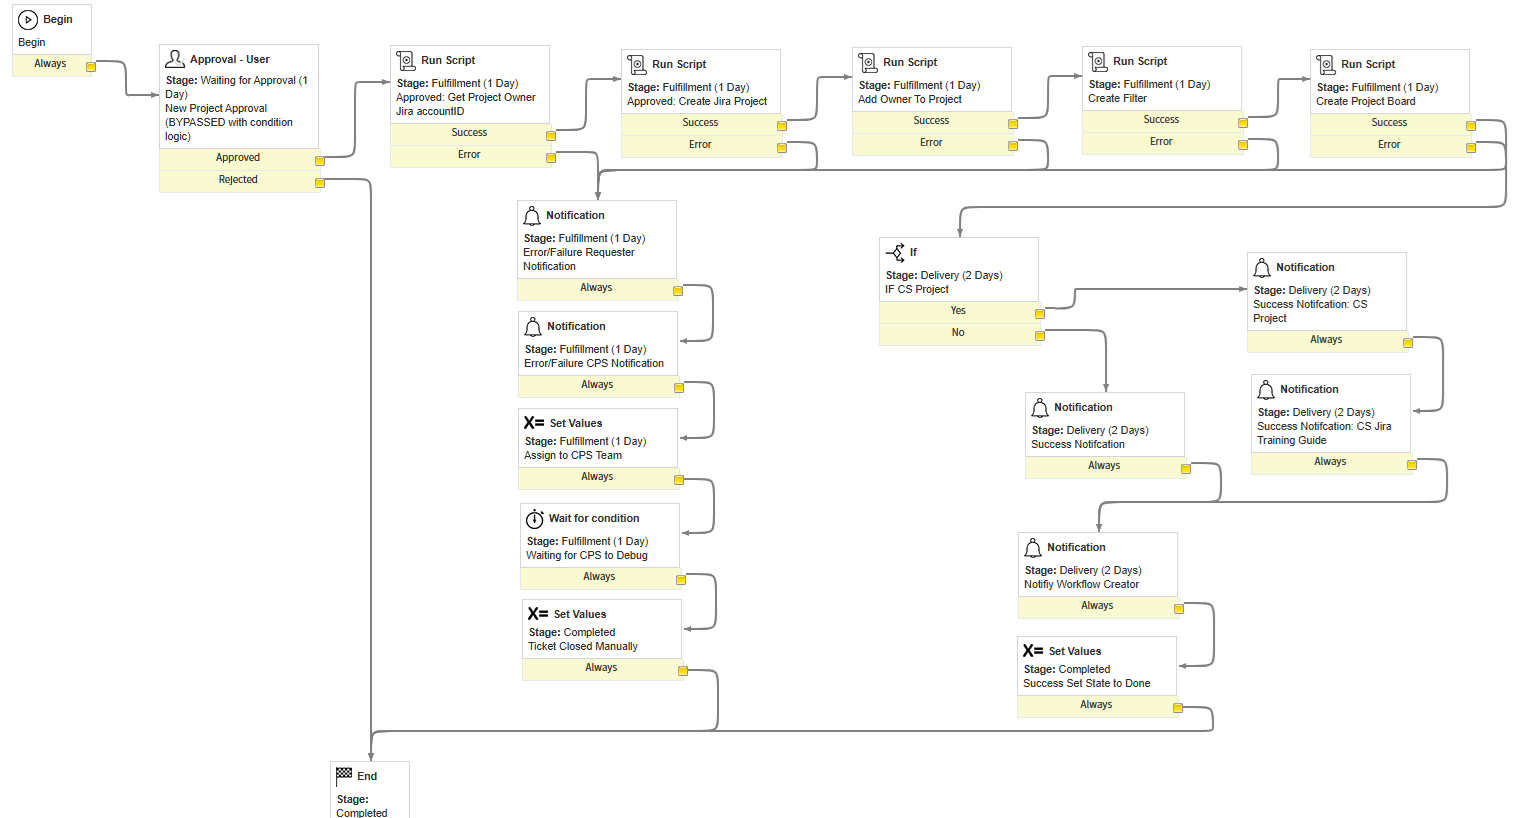 Begin
Begin
Always
Approval - User
Stage: Waiting for Approval (1
Day)
New Project Approval
(BYPASSED with condition
logic)
Approved
Rejected
Run Script
Stage: Fulfillment (1 Day)
Approved: Get Project Owner
Jira accountID
Success
Error
Run Script
Stage: Fulfillment (1 Day)
Approved: Create Jira Project
Success
Error
Run Script
Stage: Fulfillment (1 Day)
Add Owner To Project
Success
Error
Run Script
Stage: Fulfillment (1 Day)
Create Filter
Success
Error
Run Script
Stage: Fulfillment (1 Day)
Create Project Board
Success
Error
Notification
Stage: Fulfillment (1 Day)
Error/Failure Requester
Notification
Always
Notification
Stage: Fulfillment (1 Day)
Error/Failure CPS Notification
Always
X= Set Values
Stage: Fulfillment (1 Day)
Assign to CPS Team
Always
Wait for condition
Stage: Fulfillment (1 Day)
Waiting for CPS to Debug
Always
X= Set Values
Stage: Completed
Ticket Closed Manually
Always
If
Stage: Delivery (2 Days)
IF CS Project
Yes
No
Notification
Stage: Delivery (2 Days)
Success Notifcation: CS
Project
Always
Notification
Stage: Delivery (2 Days)
Success Notifcation: CS Jira
Training Guide
Always
Notification
Stage: Delivery (2 Days)
Success Notifcation
Always
Notification
Stage: Delivery (2 Days)
Notifiy Workflow Creator
Always
X= Set Values
Stage: Completed
Success Set State to Done
Always
End
Stage:
Completed